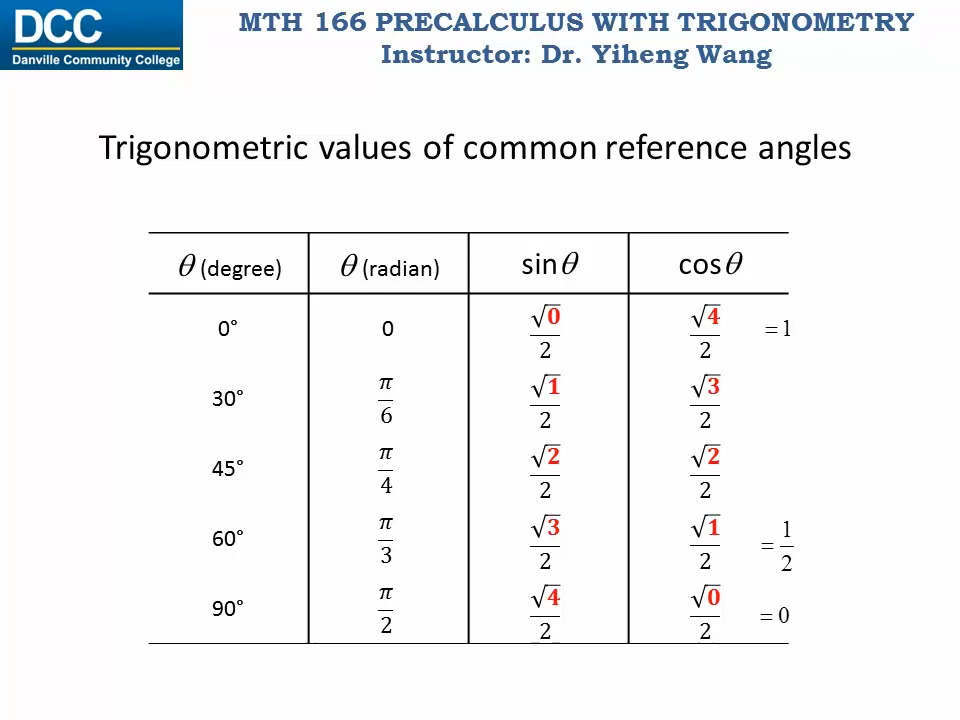 DCC
Danville Community College
MTH 166 PRECALCULUS WITH TRIGONOMETRY
Instructor: Dr. Yiheng Wang
Trigonometric values of common reference angles
θ (degree) θ (radian) sinθ cosθ
0° 0 √0/2 √4/2 =1
30° π/6 √1/2 √3/2
45° π/4 √2/2 √2/2
60° π/3 √3/2 √1/2 =1/2
90° π/2 √4/2 √0/2 =0